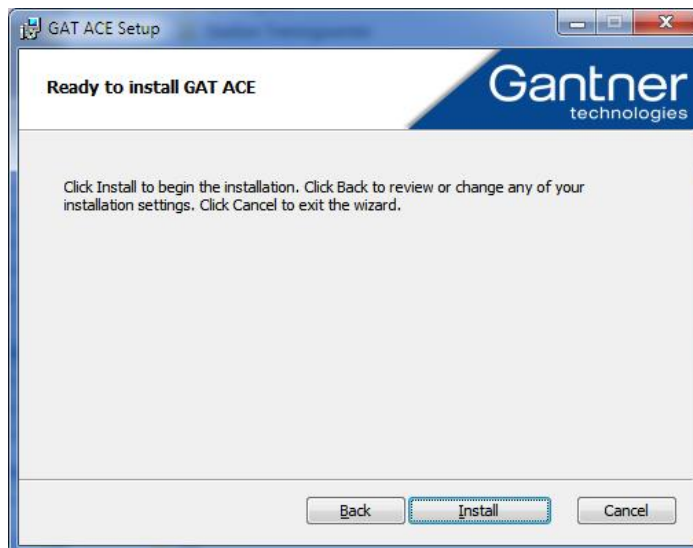 GAT ACE Setup
Ready to install GAT ACE
Gantner
technologies
Click Install to begin the installation. Click Back to review or change any of your
installation settings. Click Cancel to exit the wizard.
Back
Install
Cancel